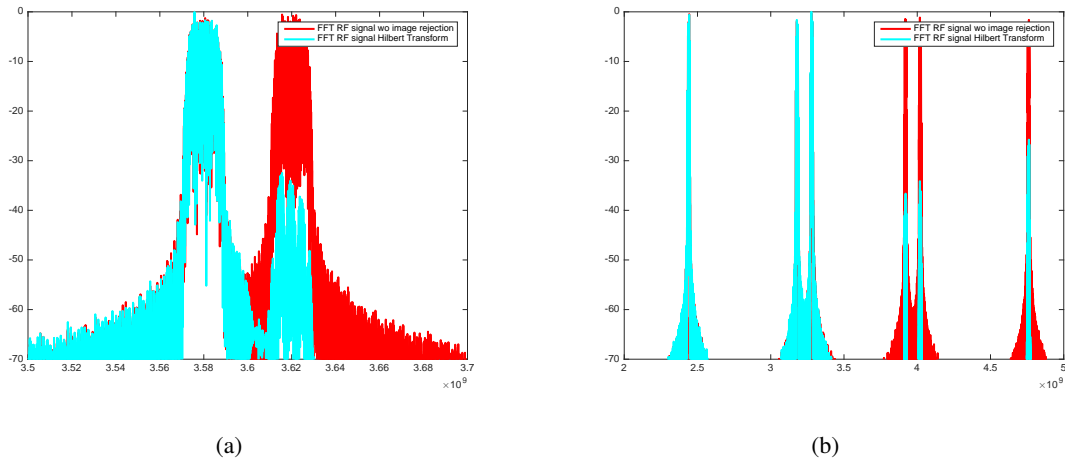 FFT RF signal wo image rejection
FFT RF signal Hilbert Transform
0
-10
-20
-30
-40
-50
-60
-70
3.5 3.52 3.54 3.56 3.58 3.6 3.62 3.64 3.66 3.68 3.7
×10⁹
(a)
FFT RF signal wo image rejection
FFT RF signal Hilbert Transform
0
-10
-20
-30
-40
-50
-60
-70
2 2.5 3 3.5 4 4.5 5
×10⁹
(b)